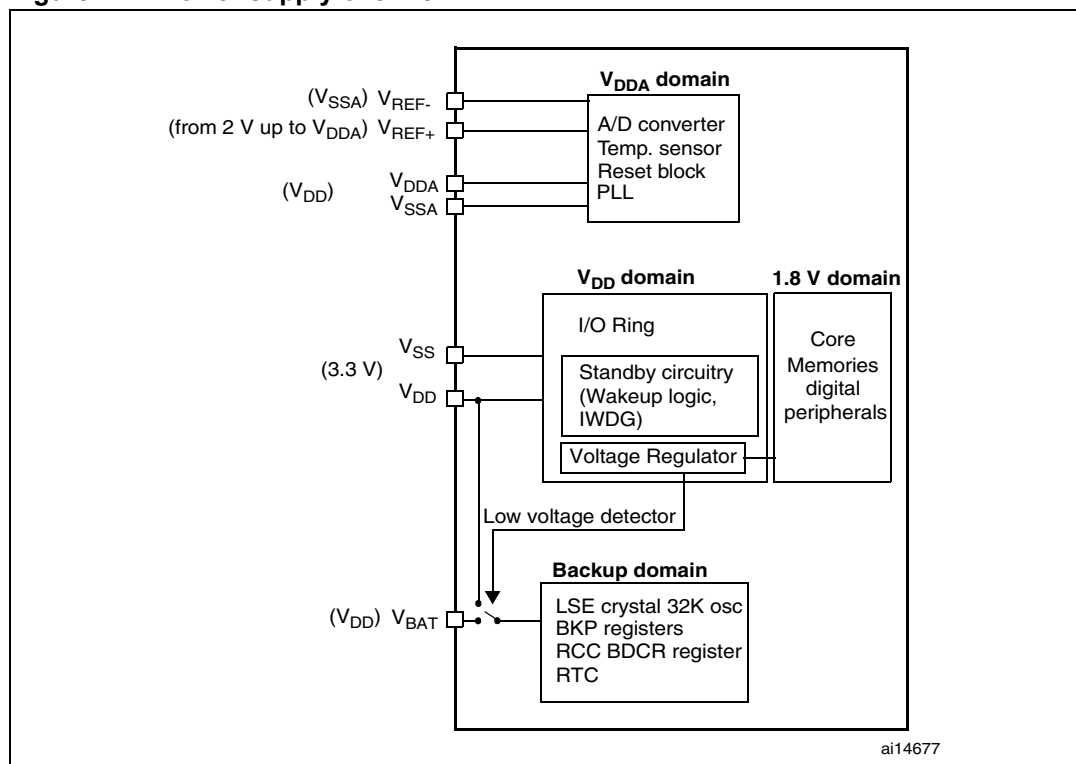 V_DDA domain
(V_SSA) V_REF-
(from 2 V up to V_DDA) V_REF+
A/D converter
Temp. sensor
Reset block
PLL
(V_DD)
V_DDA
V_SSA
V_DD domain
1.8 V domain
I/O Ring
V_SS
(3.3 V)
V_DD
Standby circuitry
(Wakeup logic,
IWDG)
Voltage Regulator
Core
Memories
digital
peripherals
Low voltage detector
Backup domain
(V_DD) V_BAT
LSE crystal 32K osc
BKP registers
RCC BDCR register
RTC
ai14677